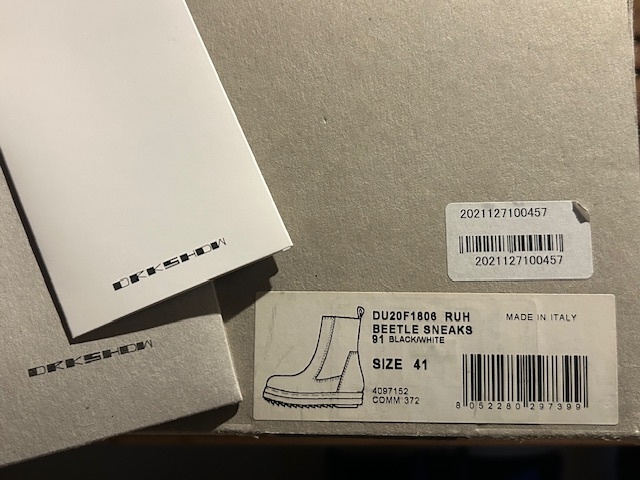 DRKSHDW
DRKSHDW
2021127100457
2021127100457
DU20F1806 RUH
BEETLE SNEAKS
91 BLACK/WHITE
MADE IN ITALY
SIZE 41
4097152
COMM 372
8 052280 297399